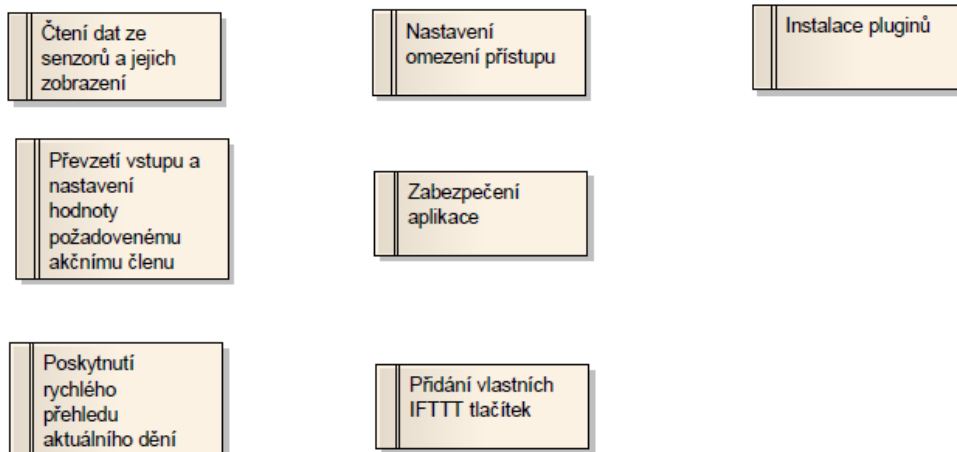 Čtení dat ze
senzorů a jejich
zobrazení
Nastavení
omezení přístupu
Instalace pluginů
Převzetí vstupu a
nastavení
hodnoty
požadovenému
akčnímu členu
Zabezpečení
aplikace
Poskytnutí
rychlého
přehledu
aktuálního dění
Přidání vlastních
IFTTT tlačítek